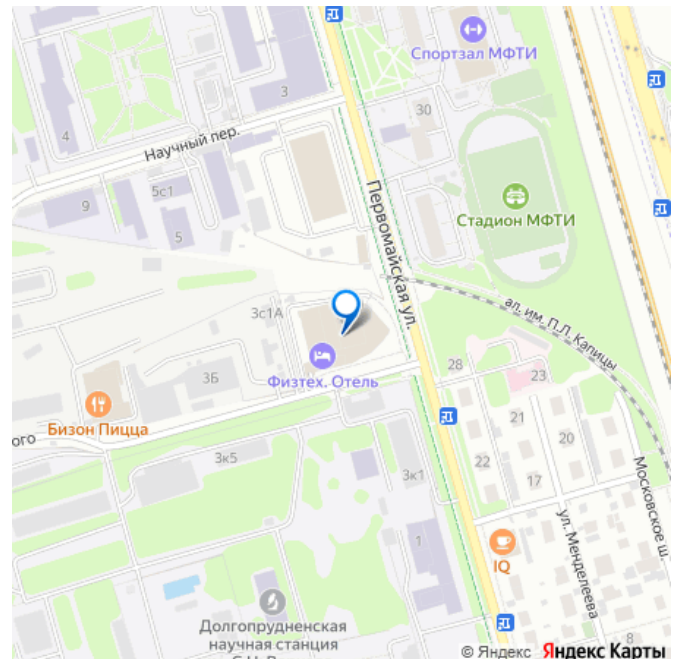 Спортзал МФТИ
3
30
4
Научный пер.
5с1
9
5
Первомайская ул.
Стадион МФТИ
3с1А
ал. им. П.Л. Капицы
3Б
Физтех. Отель
28
23
Бизон Пицца
21
ого
20
22
3к5
3к1
17
Московское ш.
ул. Менделеева
1
IQ
Долгопрудненская
научная станция
8
© Яндекс Яндекс Карты